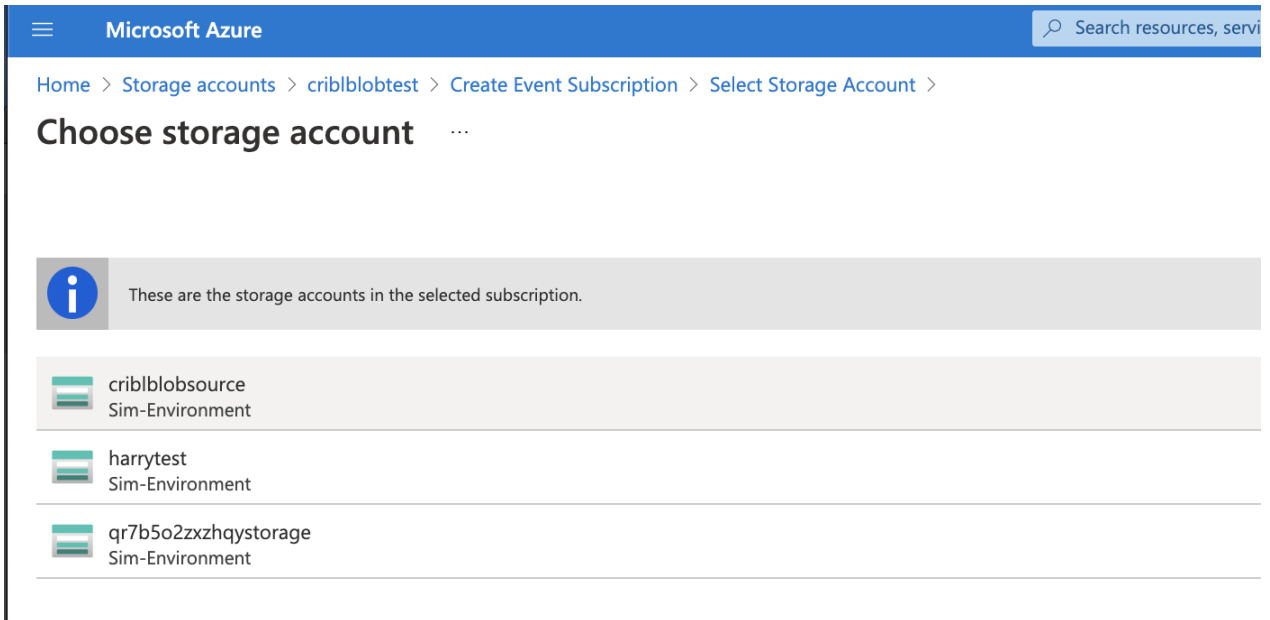 Microsoft Azure
Search resources, servi
Home > Storage accounts > criblblobtest > Create Event Subscription > Select Storage Account >
Choose storage account ...
These are the storage accounts in the selected subscription.
criblblobsource
Sim-Environment
harrytest
Sim-Environment
qr7b5o2zxzhqystorage
Sim-Environment